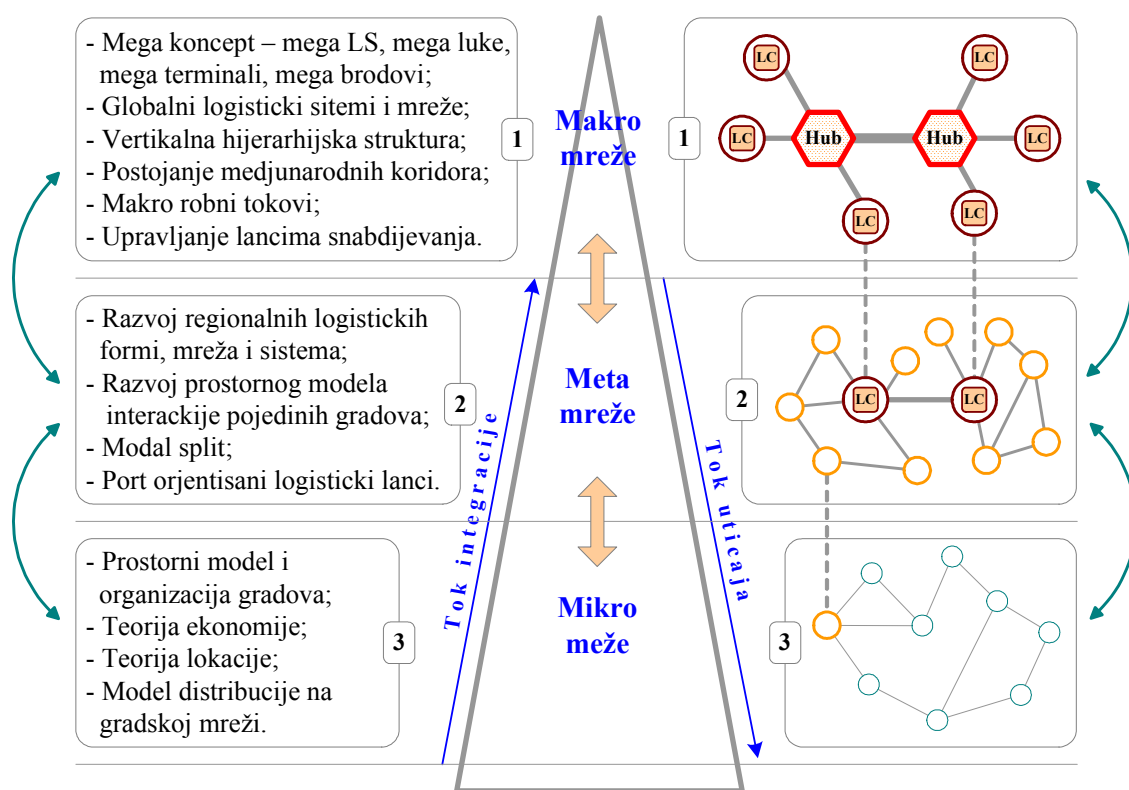 - Mega koncept – mega LS, mega luke,
mega terminali, mega brodovi;
- Globalni logisticki sitemi i mreže;
- Vertikalna hijerarhijska struktura;
- Postojanje medjunarodnih koridora;
- Makro robni tokovi;
- Upravljanje lancima snabdijevanja.
1
Makro
mreže
1
LC
LC
LC
Hub
Hub
LC
LC
LC
- Razvoj regionalnih logistickih
formi, mreža i sistema;
- Razvoj prostornog modela
interackije pojedinih gradova;
- Modal split;
- Port orjentisani logisticki lanci.
2
Meta
mreže
2
LC
LC
Tok integracije
Tok uticaja
- Prostorni model i
organizacija gradova;
- Teorija ekonomije;
- Teorija lokacije;
- Model distribucije na
gradskoj mreži.
3
Mikro
meže
3